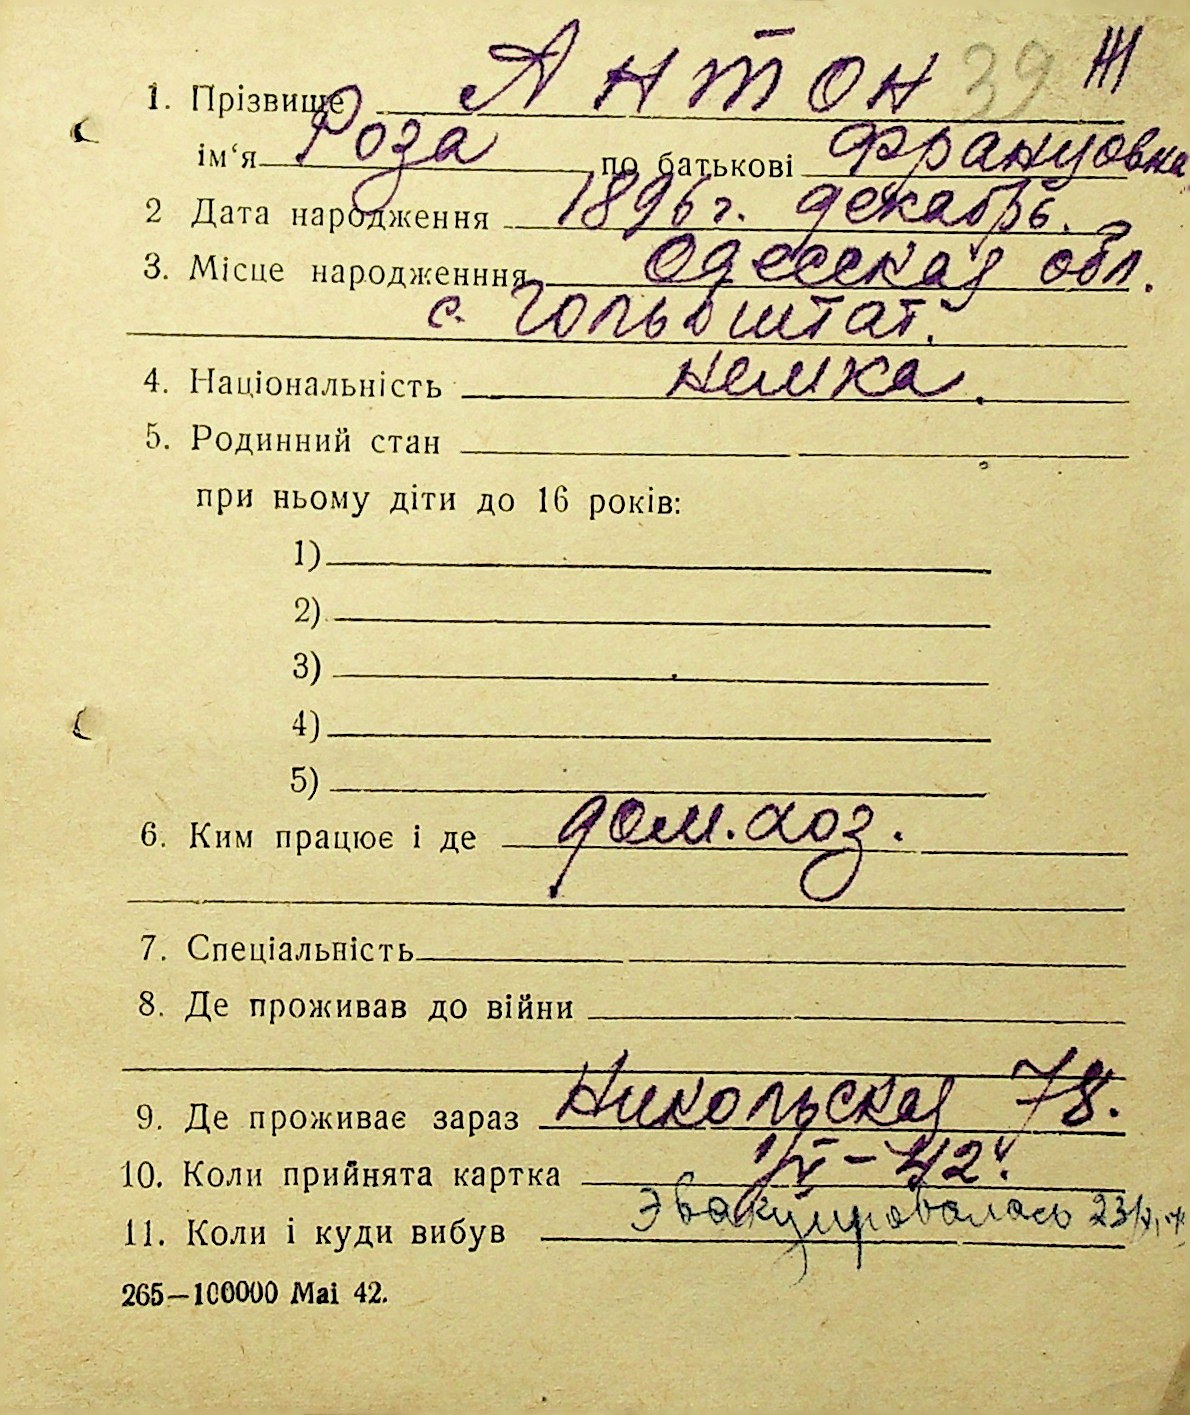 39 Ж
1. Прізвище Антон
ім'я Роза по батькові Францовна
2 Дата народження 1896 г. декабрь.
3. Місце народженння Одесская обл.
с. Гольдштат.
4. Національність немка.
5. Родинний стан
при ньому діти до 16 років:
1)
2)
3)
4)
5)
6. Ким працює і де дом. хоз.
7. Спеціальність
8. Де проживав до війни
9. Де проживає зараз Никольская 78.
10. Коли прийнята картка 1/V-42.
11. Коли і куди вибув Эвакуировалась
265—100000 Mai 42.